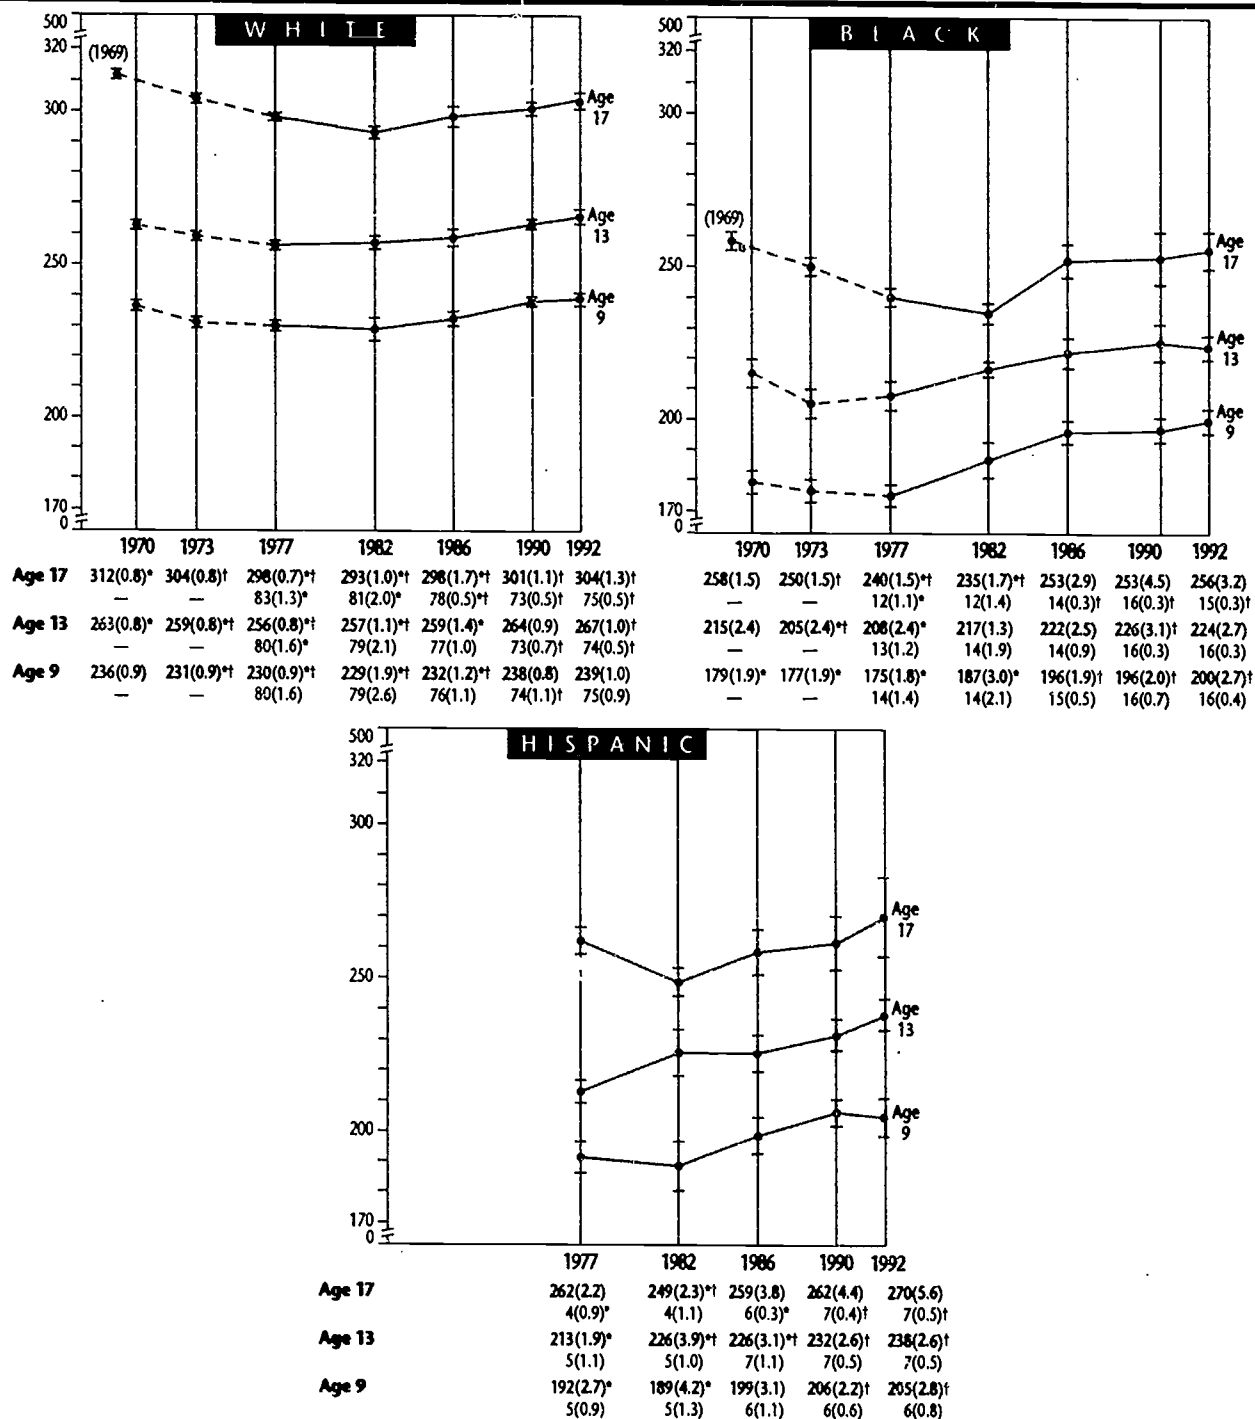 WHITE
500
320
300
250
200
170
0
(1969)
Age
17
Age
13
Age
9
1970 1973 1977 1982 1986 1990 1992
Age 17 312(0.8)* 304(0.8)† 298(0.7)*† 293(1.0)*† 298(1.7)*† 301(1.1)† 304(1.3)†
— — 83(1.3)* 81(2.0)* 78(0.5)*† 73(0.5)† 75(0.5)†
Age 13 263(0.8)* 259(0.8)*† 256(0.8)*† 257(1.1)*† 259(1.4)* 264(0.9) 267(1.0)†
— — 80(1.6)* 79(2.1) 77(1.0) 73(0.7)† 74(0.5)†
Age 9 236(0.9) 231(0.9)*† 230(0.9)*† 229(1.9)*† 232(1.2)*† 238(0.8) 239(1.0)
— — 80(1.6) 79(2.6) 76(1.1) 74(1.1)† 75(0.9)
BLACK
500
320
300
250
200
170
0
(1969)
Age
17
Age
13
Age
9
1970 1973 1977 1982 1986 1990 1992
258(1.5) 250(1.5)† 240(1.5)*† 235(1.7)*† 253(2.9) 253(4.5) 256(3.2)
— — 12(1.1)* 12(1.4) 14(0.3)† 16(0.3)† 15(0.3)†
215(2.4) 205(2.4)*† 208(2.4)* 217(1.3) 222(2.5) 226(3.1)† 224(2.7)
— — 13(1.2) 14(1.9) 14(0.9) 16(0.3) 16(0.3)
179(1.9)* 177(1.9)* 175(1.8)* 187(3.0)* 196(1.9)† 196(2.0)† 200(2.7)†
— — 14(1.4) 14(2.1) 15(0.5) 16(0.7) 16(0.4)
HISPANIC
500
320
300
250
200
170
0
Age
17
Age
13
Age
9
1977 1982 1986 1990 1992
Age 17 262(2.2) 249(2.3)*† 259(3.8) 262(4.4) 270(5.6)
4(0.9)* 4(1.1) 6(0.3)* 7(0.4)† 7(0.5)†
Age 13 213(1.9)* 226(3.9)*† 226(3.1)*† 232(2.6)† 238(2.6)†
5(1.1) 5(1.0) 7(1.1) 7(0.5) 7(0.5)
Age 9 192(2.7)* 189(4.2)* 199(3.1) 206(2.2)† 205(2.8)†
5(0.9) 5(1.3) 6(1.1) 6(0.6) 6(0.8)